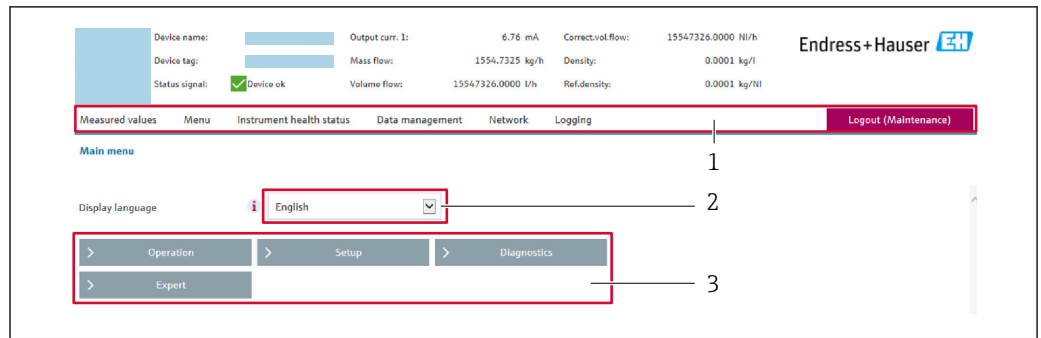 Device name: Output curr. 1: 6.76 mA Correct.vol.flow: 15547326.0000 Nl/h
Device tag: Mass flow: 1554.7325 kg/h Density: 0.0001 kg/l
Status signal: Device ok Volume flow: 15547326.0000 l/h Ref.density: 0.0001 kg/Nl
Endress+Hauser EH
Measured values Menu Instrument health status Data management Network Logging Logout (Maintenance)
1
Main menu
Display language i English 2
> Operation > Setup > Diagnostics
> Expert 3